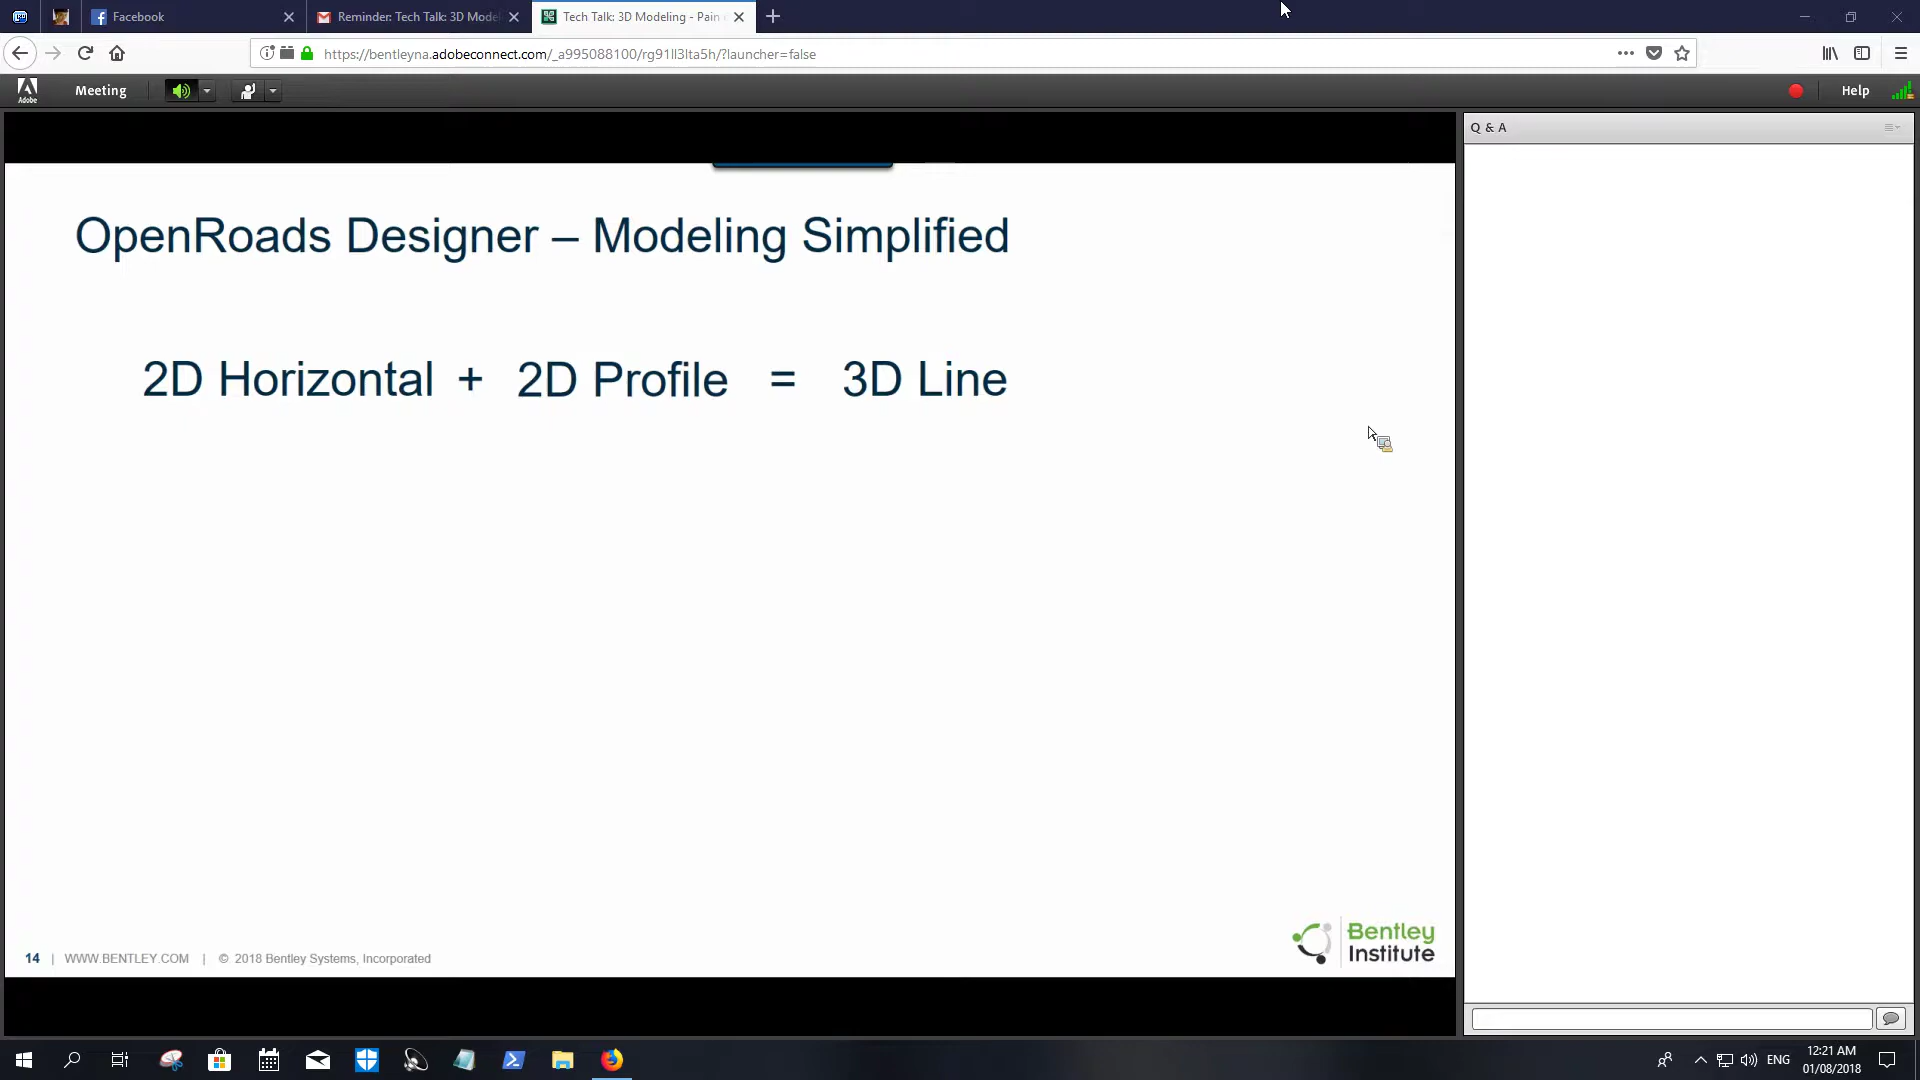 Facebook
Reminder: Tech Talk: 3D Mode
Tech Talk: 3D Modeling - Pain
https://bentleyna.adobeconnect.com/_a995088100/rg91ll3lta5h/?launcher=false
Adobe
Meeting
Help
Q & A
OpenRoads Designer – Modeling Simplified
2D Horizontal + 2D Profile = 3D Line
Bentley
Institute
14 | WWW.BENTLEY.COM | © 2018 Bentley Systems, Incorporated
ENG
12:21 AM
01/08/2018